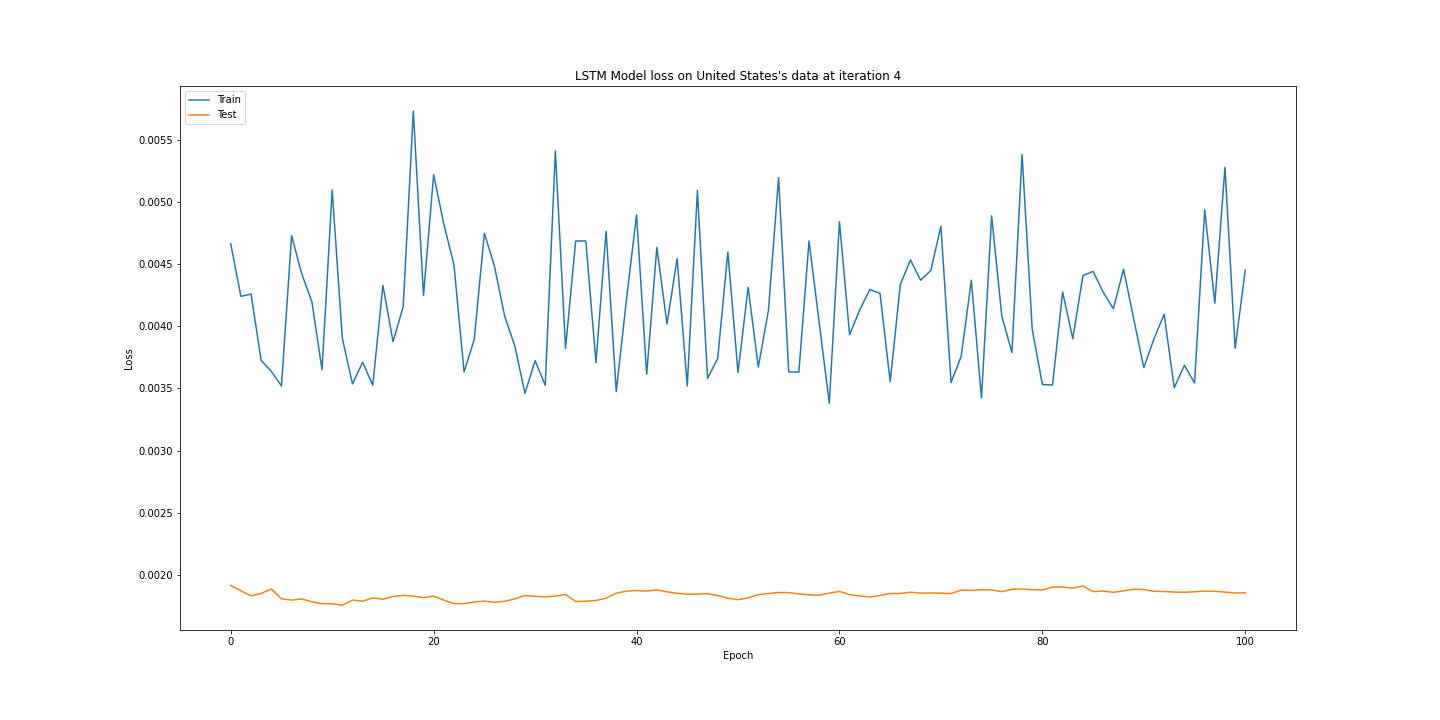 LSTM Model loss on United States's data at iteration 4
Train
Test
0.0055
0.0050
0.0045
0.0040
0.0035
0.0030
0.0025
0.0020
Loss
0 20 40 60 80 100
Epoch